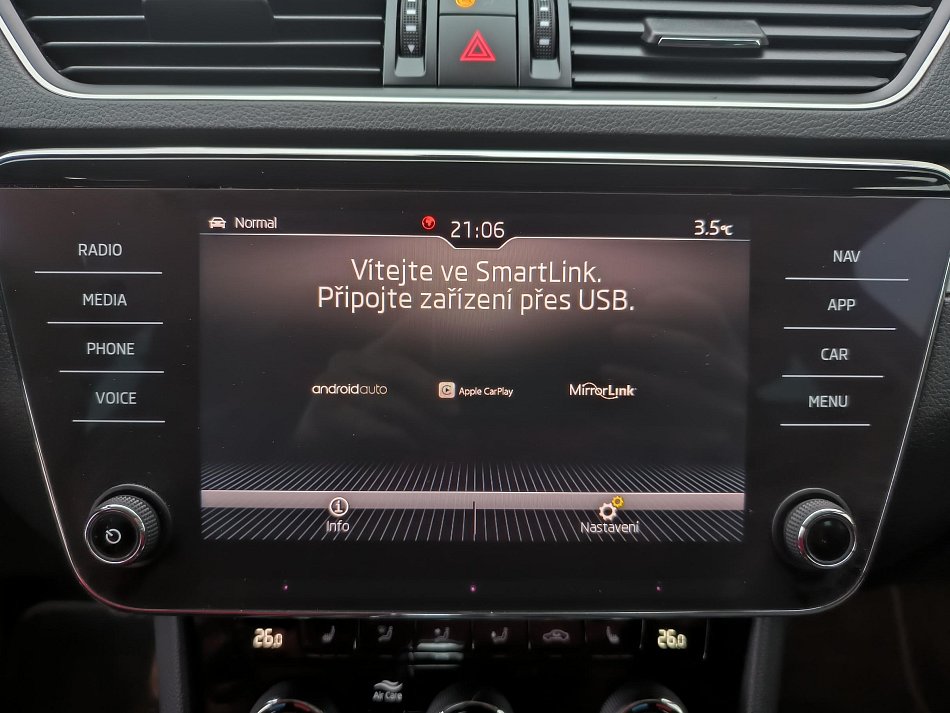 Normal
21:06
3.5°C
Vítejte ve SmartLink.
Připojte zařízení přes USB.
androidauto
Apple CarPlay
MirrorLink
Info
Nastavení
RADIO
MEDIA
PHONE
VOICE
NAV
APP
CAR
MENU
26.0
26.0
Air Care